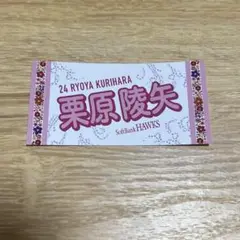 24 RYOYA KURIHARA
栗原陵矢
SoftBank HAWKS